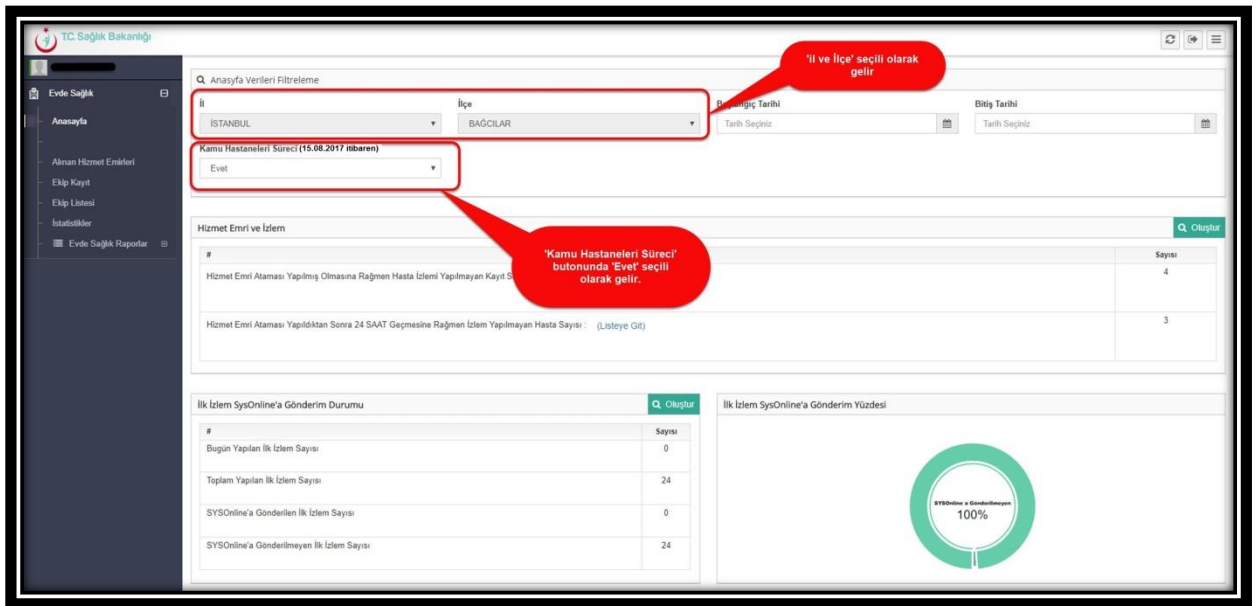 T.C. Sağlık Bakanlığı
Evde Sağlık
Anasayfa
Alınan Hizmet Emirleri
Ekip Kayıt
Ekip Listesi
İstatistikler
Evde Sağlık Raporlar
Anasyfa Verileri Filtreleme
'il ve İlçe' seçili olarak
gelir
İl
İlçe
Tarihi
Bitiş Tarihi
İSTANBUL
BAĞCILAR
Tarih Seçiniz
Tarih Seçiniz
Kamu Hastaneleri Süreci (15.08.2017 itibaren)
Evet
'Kamu Hastaneleri Süreci'
butonunda 'Evet' seçili
olarak gelir.
Hizmet Emri ve İzlem
Oluştur
# Sayısı
Hizmet Emri Ataması Yapılmış Olmasına Rağmen Hasta İzlemi Yapılmayan Kayıt 4
Hizmet Emri Ataması Yapıldıktan Sonra 24 SAAT Geçmesine Rağmen İzlem Yapılmayan Hasta Sayısı : (Listeye Git) 3
İlk İzlem SysOnline'a Gönderim Durumu
Oluştur
# Sayısı
Bugün Yapılan İlk İzlem Sayısı 0
Toplam Yapılan İlk İzlem Sayısı 24
SYSOnline'a Gönderilen İlk İzlem Sayısı 0
SYSOnline'a Gönderilmeyen İlk İzlem Sayısı 24
İlk İzlem SysOnline'a Gönderim Yüzdesi
SYSOnline a Gönderilmeyen
100%